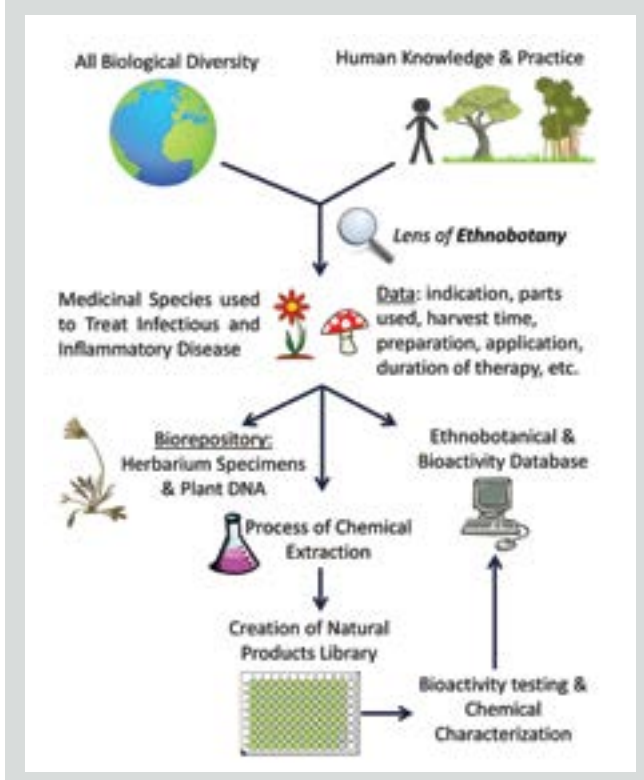 All Biological Diversity
Human Knowledge & Practice
Lens of Ethnobotany
Medicinal Species used
to Treat Infectious and
Inflammatory Disease
Data: indication, parts
used, harvest time,
preparation, application,
duration of therapy, etc.
Biorepository:
Herbarium Specimens
& Plant DNA
Ethnobotanical &
Bioactivity Database
Process of Chemical
Extraction
Creation of Natural
Products Library
Bioactivity testing &
Chemical
Characterization